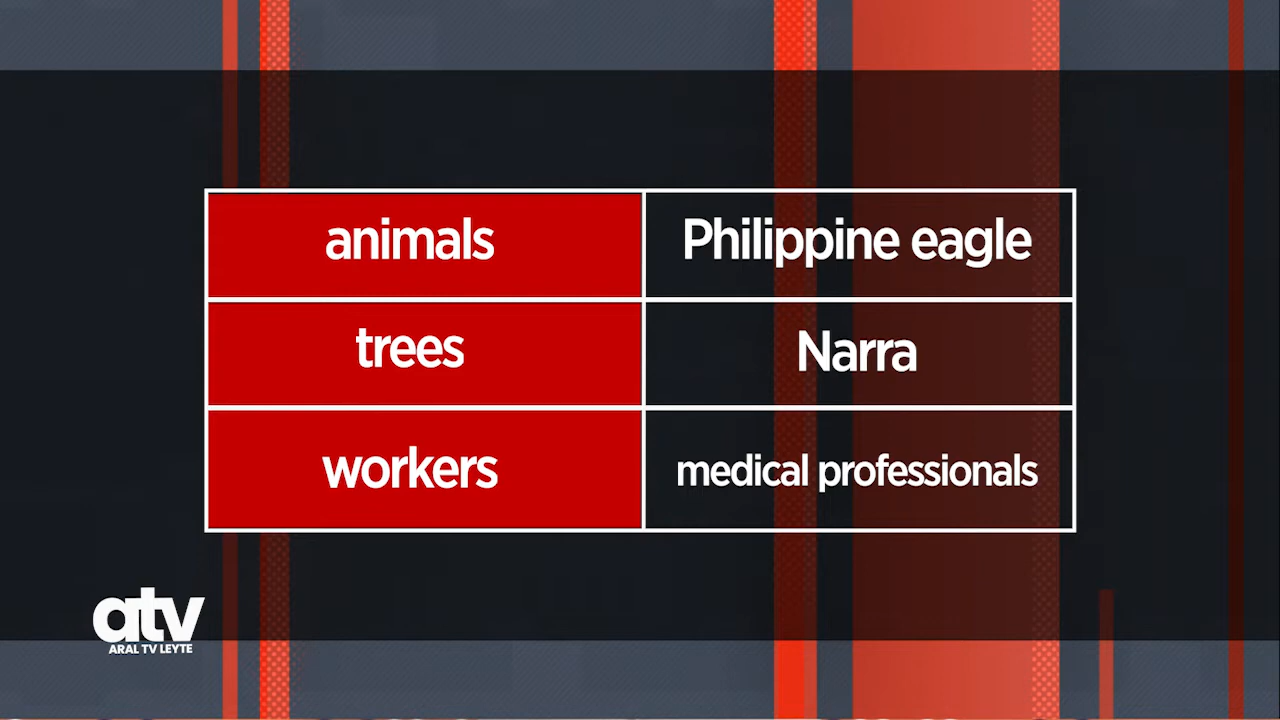 animals Philippine eagle
trees Narra
workers medical professionals
atv
ARAL TV LEYTE